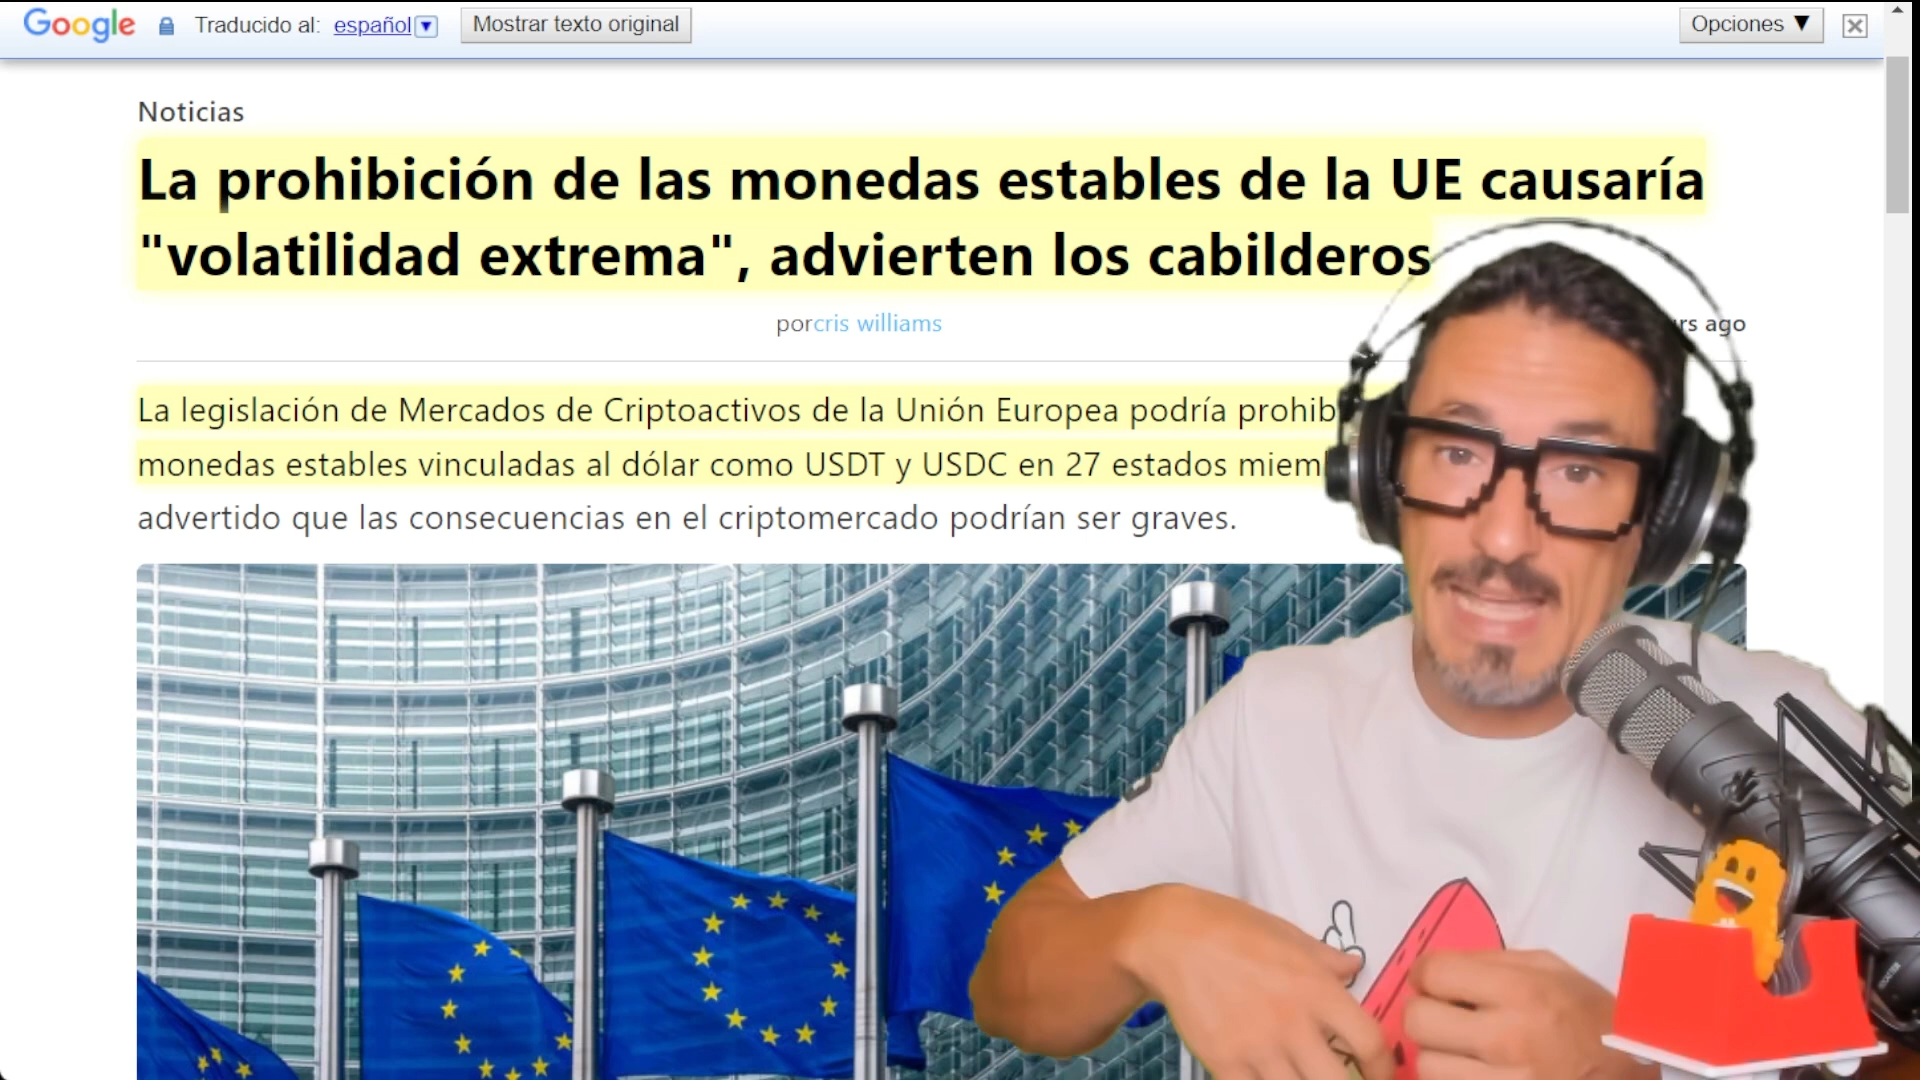 Google Traducido al: español Mostrar texto original Opciones ▼
Noticias
La prohibición de las monedas estables de la UE causaría
"volatilidad extrema", advierten los cabilderos
porcris williams ago
La legislación de Mercados de Criptoactivos de la Unión Europea podría
monedas estables vinculadas al dólar como USDT y USDC en 27 estados
advertido que las consecuencias en el criptomercado podrían ser graves.